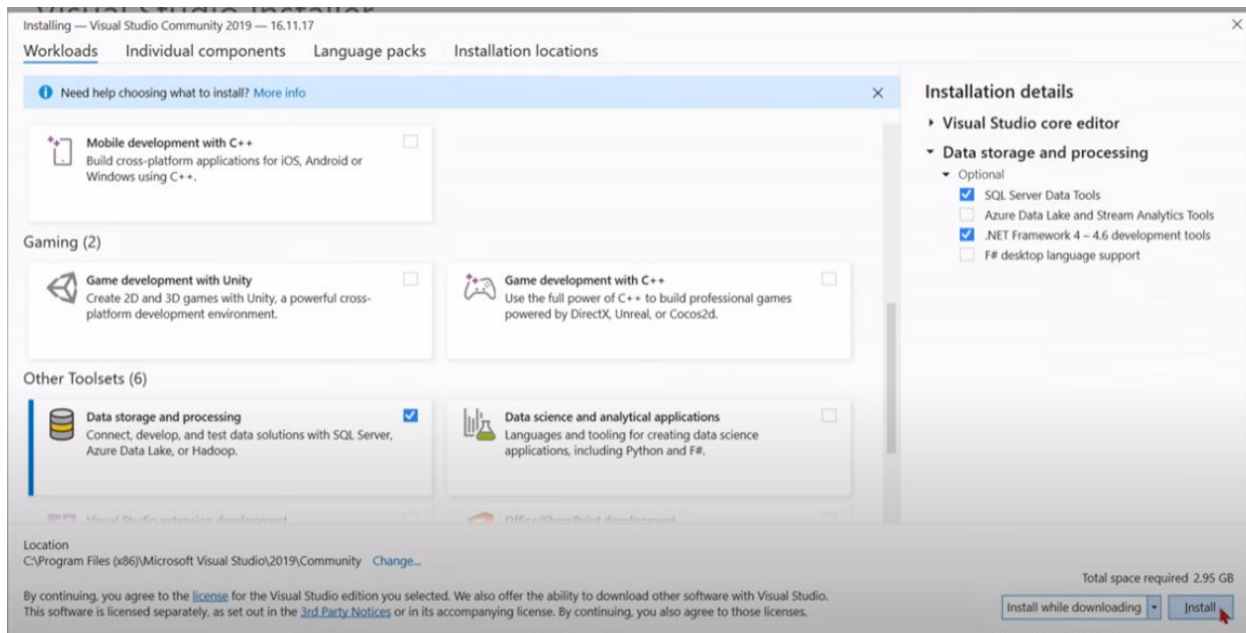 Installing — Visual Studio Community 2019 — 16.11.17
Workloads
Individual components
Language packs
Installation locations
Need help choosing what to install? More info
Mobile development with C++
Build cross-platform applications for iOS, Android or
Windows using C++.
Gaming (2)
Game development with Unity
Create 2D and 3D games with Unity, a powerful cross-
platform development environment.
Game development with C++
Use the full power of C++ to build professional games
powered by DirectX, Unreal, or Cocos2d.
Other Toolsets (6)
Data storage and processing
Connect, develop, and test data solutions with SQL Server,
Azure Data Lake, or Hadoop.
Data science and analytical applications
Languages and tooling for creating data science
applications, including Python and F#.
Visual Studio extension development
Office/SharePoint development
Installation details
Visual Studio core editor
Data storage and processing
Optional
SQL Server Data Tools
Azure Data Lake and Stream Analytics Tools
.NET Framework 4 – 4.6 development tools
F# desktop language support
Location
C:\Program Files (x86)\Microsoft Visual Studio\2019\Community Change...
By continuing, you agree to the license for the Visual Studio edition you selected. We also offer the ability to download other software with Visual Studio.
This software is licensed separately, as set out in the 3rd Party Notices or in its accompanying license. By continuing, you also agree to those licenses.
Total space required 2.95 GB
Install while downloading
Install